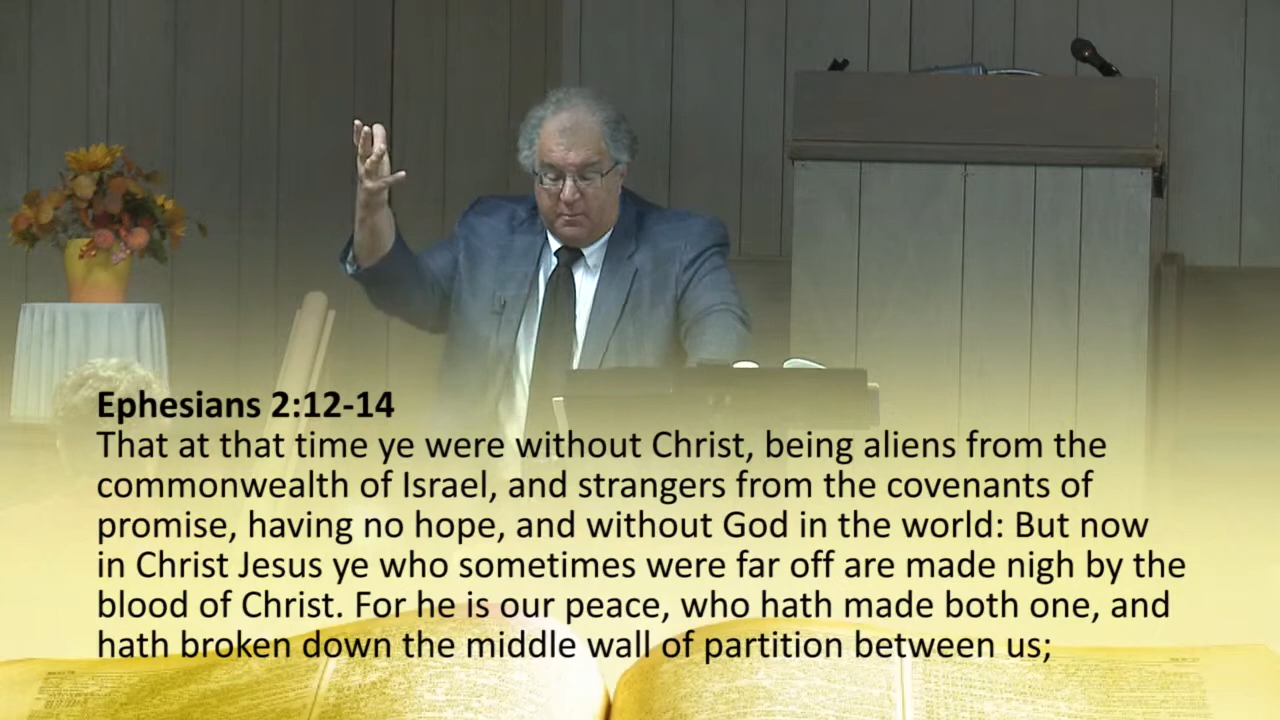 Ephesians 2:12-14
That at that time ye were without Christ, being aliens from the
commonwealth of Israel, and strangers from the covenants of
promise, having no hope, and without God in the world: But now
in Christ Jesus ye who sometimes were far off are made nigh by the
blood of Christ. For he is our peace, who hath made both one, and
hath broken down the middle wall of partition between us;